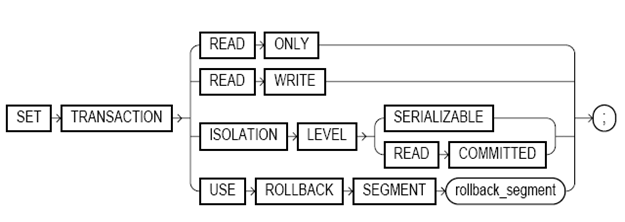 READ ONLY
READ WRITE
SET TRANSACTION ;
SERIALIZABLE
ISOLATION LEVEL
READ COMMITTED
USE ROLLBACK SEGMENT rollback_segment